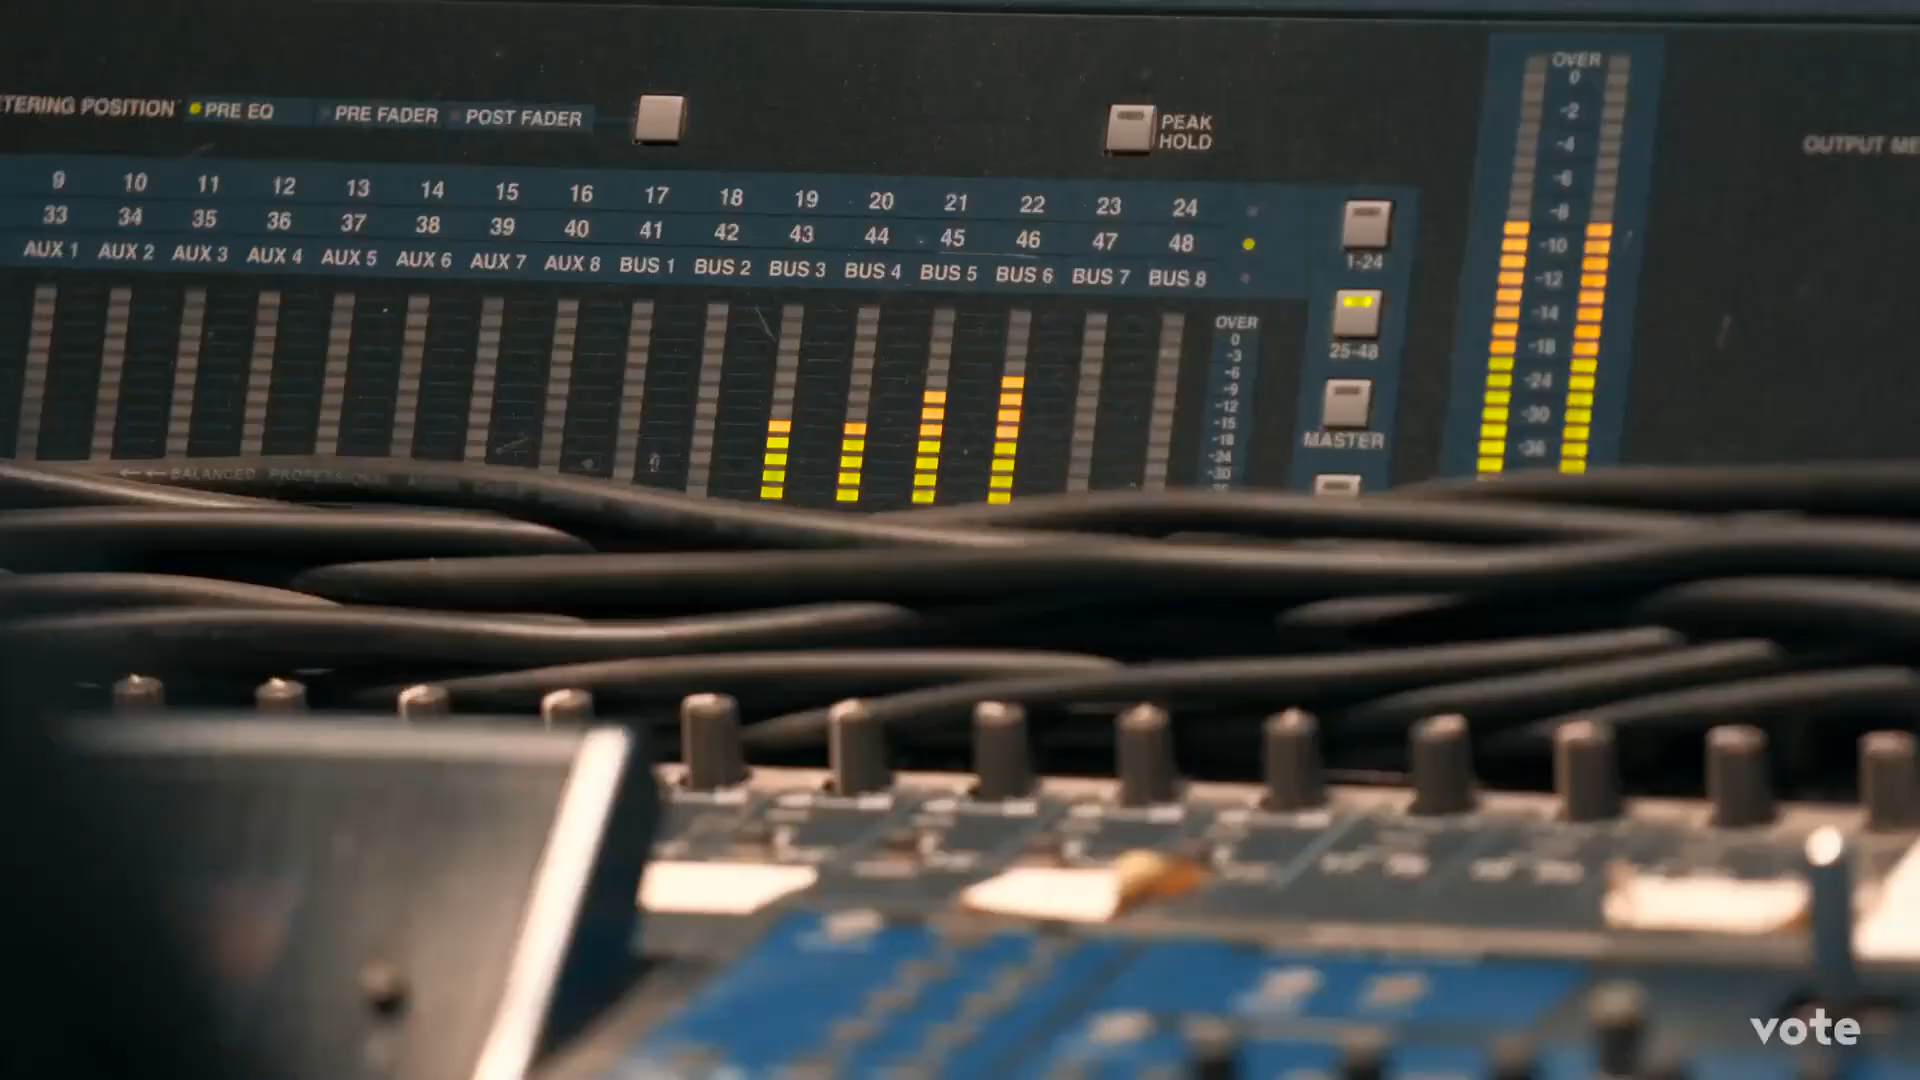 TERING POSITION PRE EQ PRE FADER POST FADER
PEAK
HOLD
9 10 11 12 13 14 15 16 17 18 19 20 21 22 23 24
33 34 35 36 37 38 39 40 41 42 43 44 45 46 47 48
AUX 1 AUX 2 AUX 3 AUX 4 AUX 5 AUX 6 AUX 7 AUX 8 BUS 1 BUS 2 BUS 3 BUS 4 BUS 5 BUS 6 BUS 7 BUS 8
OVER
0
-3
-6
-9
-12
-15
-18
-24
-30
1-24
25-48
MASTER
OVER
0
-2
-4
-6
-8
-10
-12
-14
-18
-24
-30
-36
OUTPUT ME
BALANCED PROFESSIONAL
vote